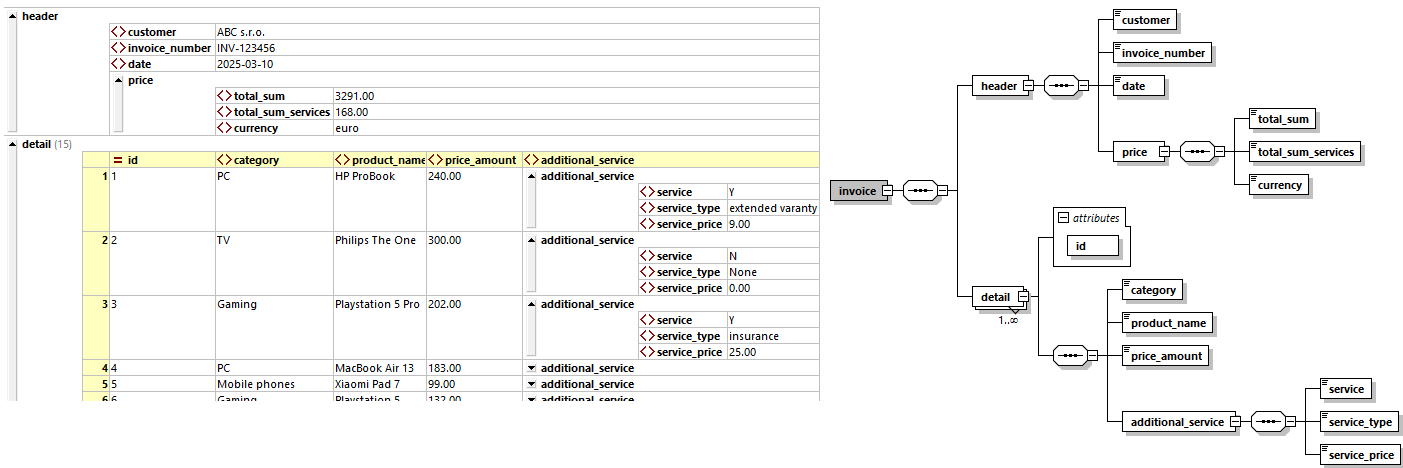 header
customer ABC s.r.o.
invoice_number INV-123456
date 2025-03-10
price
total_sum 3291.00
total_sum_services 168.00
currency euro
detail (15)
= id category product_name price_amount additional_service
1 1 PC HP ProBook 240.00 additional_service
service Y
service_type extended varanty
service_price 9.00
2 2 TV Philips The One 300.00 additional_service
service N
service_type None
service_price 0.00
3 3 Gaming Playstation 5 Pro 202.00 additional_service
service Y
service_type insurance
service_price 25.00
4 4 PC MacBook Air 13 183.00 additional_service
5 5 Mobile phones Xiaomi Pad 7 99.00 additional_service
6 6 Gaming Playstation 5 132.00 additional_service
invoice
header
customer
invoice_number
date
price
total_sum
total_sum_services
currency
detail
1..∞
attributes
id
category
product_name
price_amount
additional_service
service
service_type
service_price